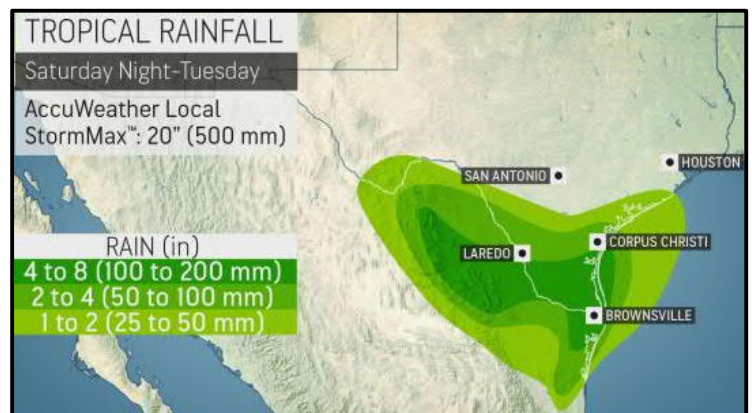 TROPICAL RAINFALL
Saturday Night-Tuesday
AccuWeather Local
StormMax™: 20" (500 mm)
HOUSTON
SAN ANTONIO
CORPUS CHRISTI
LAREDO
BROWNSVILLE
RAIN (in)
4 to 8 (100 to 200 mm)
2 to 4 (50 to 100 mm)
1 to 2 (25 to 50 mm)